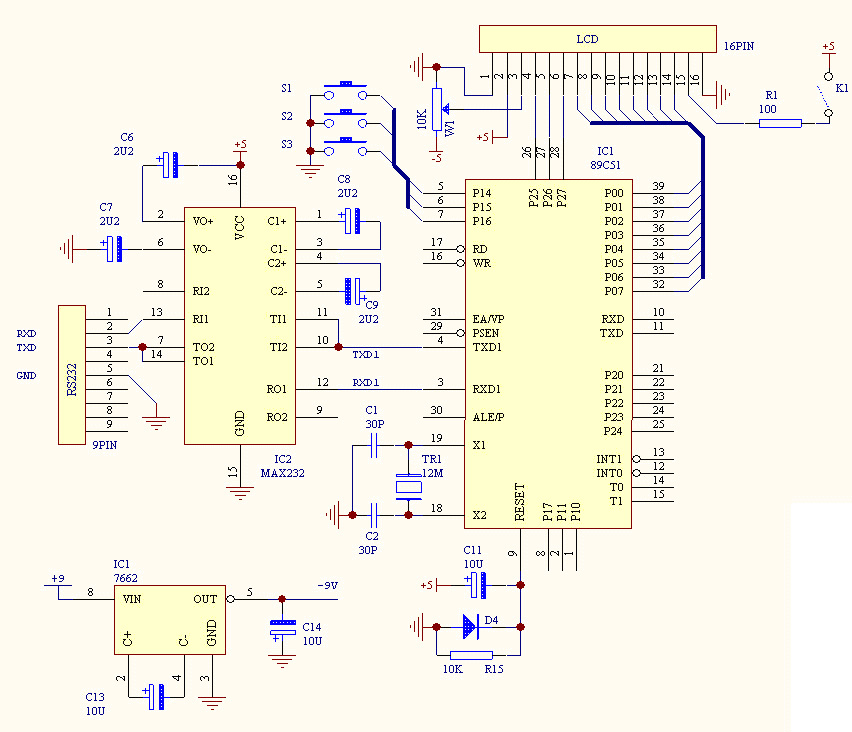 LCD
16PIN
1 2 3 4 5 6 7 8 9 10 11 12 13 14 15 16
+5
K1
R1
100
S1
S2
S3
10K
W1
-5
+5
26 27 28
IC1
89C51
P25 P26 P27
5 P14
6 P15
7 P16
17 RD
16 WR
31 EA/VP
29 PSEN
4 TXD1
3 RXD1
30 ALE/P
19 X1
18 X2
P00 39
P01 38
P02 37
P03 36
P04 35
P05 34
P06 33
P07 32
RXD 10
TXD 11
P20 21
P21 22
P22 23
P23 24
P24 25
INT1 13
INT0 12
T0 14
T1 15
RESET P17 P11 P10
9 8 2 1
C6
2U2
+5
16
C7
2U2
C8
2U2
C9
2U2
VCC
2 VO+
6 VO-
8 RI2
13 RI1
7 TO2
14 TO1
C1+ 1
C1- 3
C2+ 4
C2- 5
TI1 11
TI2 10
TXD1
RO1 12
RXD1
RO2 9
GND
15
IC2
MAX232
RXD
TXD
GND
RS232
1
2
3
4
5
6
7
8
9
9PIN
C1
30P
TR1
12M
C2
30P
C11
10U
+5
D4
10K R15
IC1
7662
+9
8 VIN
OUT 5
-9V
C+ C- GND
2 4 3
C13
10U
C14
10U